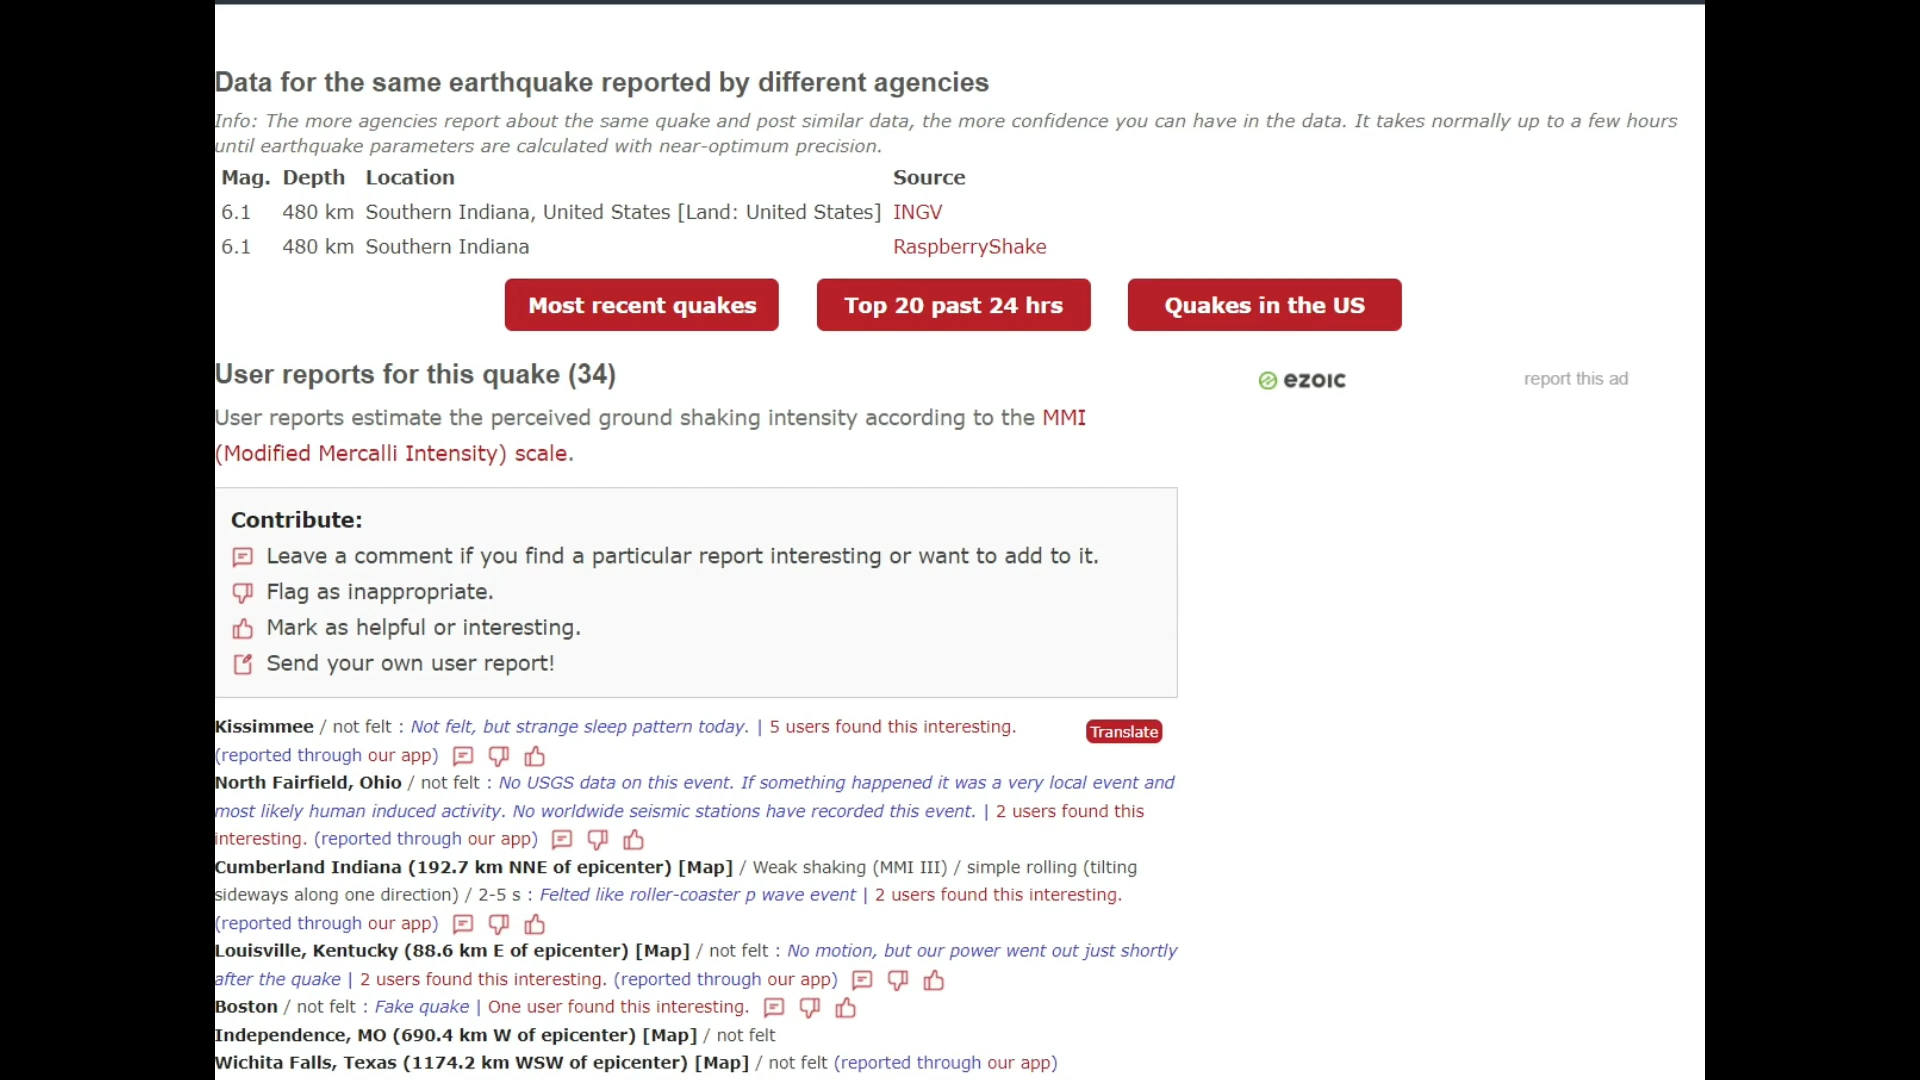 Data for the same earthquake reported by different agencies
Info: The more agencies report about the same quake and post similar data, the more confidence you can have in the data. It takes normally up to a few hours
until earthquake parameters are calculated with near-optimum precision.
Mag. Depth Location Source
6.1 480 km Southern Indiana, United States [Land: United States] INGV
6.1 480 km Southern Indiana RaspberryShake
Most recent quakes Top 20 past 24 hrs Quakes in the US
User reports for this quake (34)
ezoic report this ad
User reports estimate the perceived ground shaking intensity according to the MMI
(Modified Mercalli Intensity) scale.
Contribute:
Leave a comment if you find a particular report interesting or want to add to it.
Flag as inappropriate.
Mark as helpful or interesting.
Send your own user report!
Kissimmee / not felt : Not felt, but strange sleep pattern today. | 5 users found this interesting. Translate
(reported through our app)
North Fairfield, Ohio / not felt : No USGS data on this event. If something happened it was a very local event and
most likely human induced activity. No worldwide seismic stations have recorded this event. | 2 users found this
interesting. (reported through our app)
Cumberland Indiana (192.7 km NNE of epicenter) [Map] / Weak shaking (MMI III) / simple rolling (tilting
sideways along one direction) / 2-5 s : Felted like roller-coaster p wave event | 2 users found this interesting.
(reported through our app)
Louisville, Kentucky (88.6 km E of epicenter) [Map] / not felt : No motion, but our power went out just shortly
after the quake | 2 users found this interesting. (reported through our app)
Boston / not felt : Fake quake | One user found this interesting.
Independence, MO (690.4 km W of epicenter) [Map] / not felt
Wichita Falls, Texas (1174.2 km WSW of epicenter) [Map] / not felt (reported through our app)